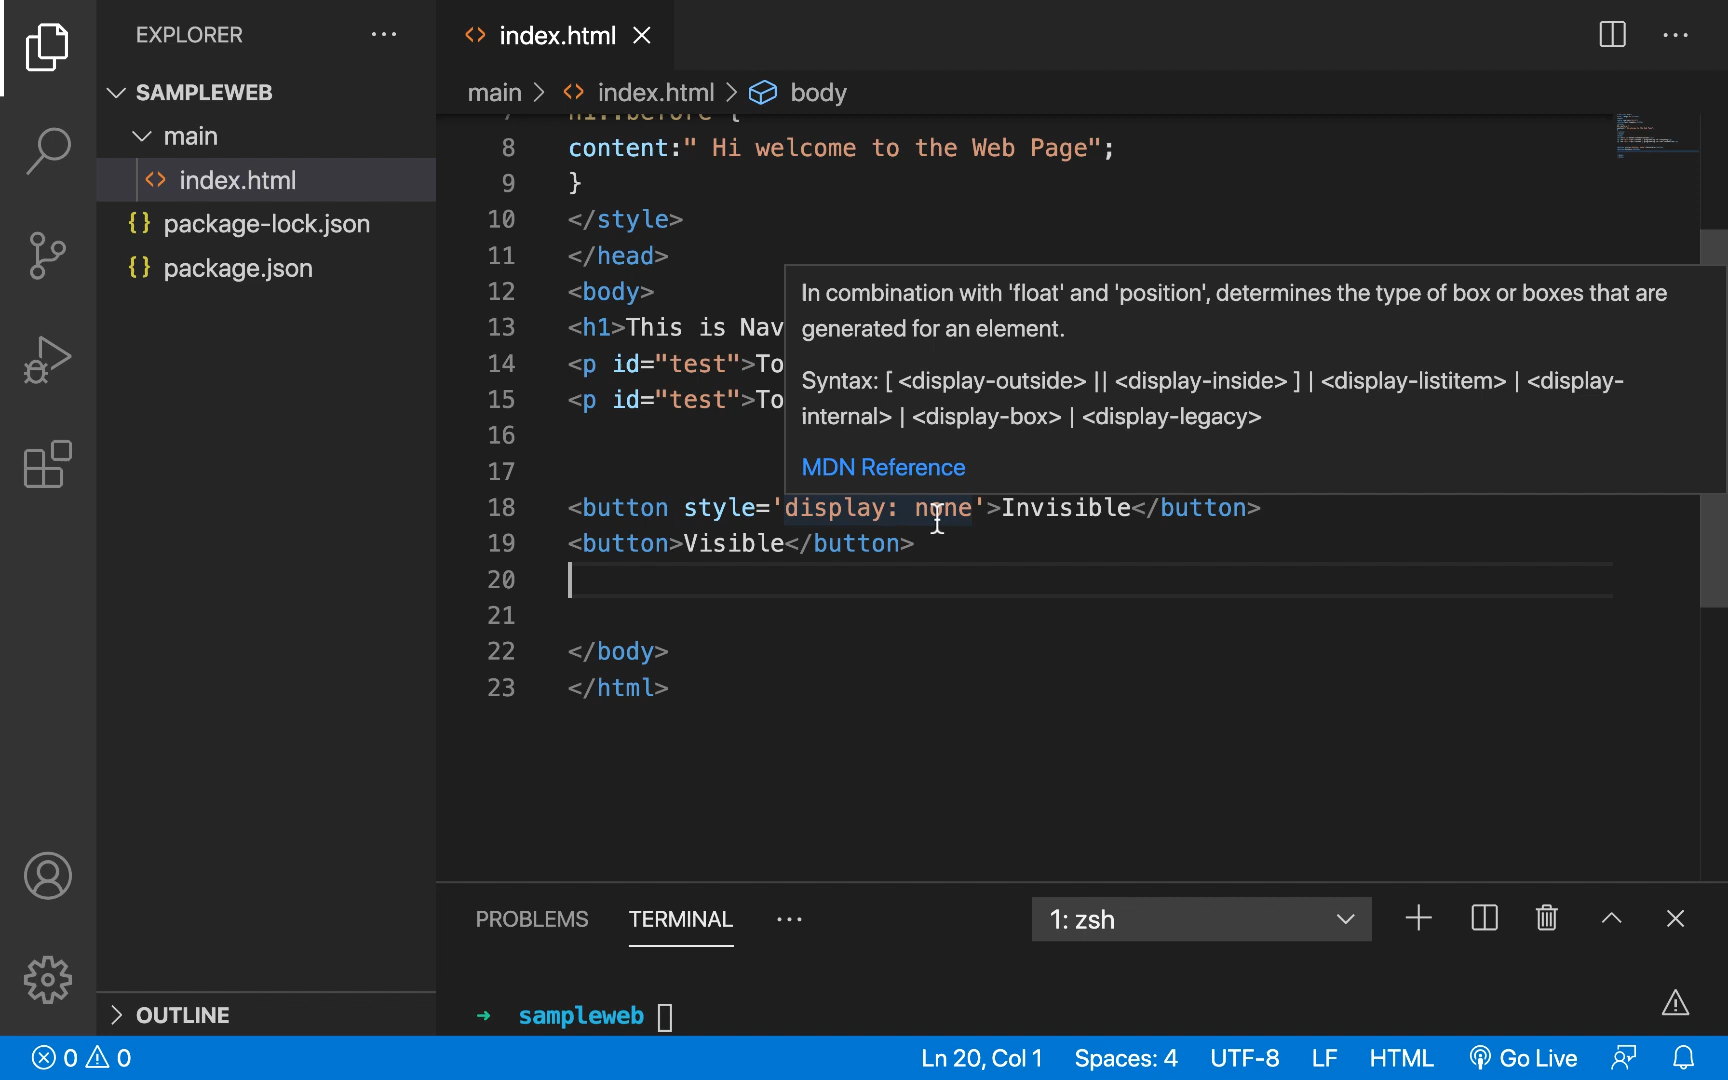 EXPLORER ...
SAMPLEWEB
main
<> index.html
{} package-lock.json
{} package.json
OUTLINE
<> index.html
main > <> index.html > body
7 h1::before {
8 content:" Hi welcome to the Web Page";
9 }
10 </style>
11 </head>
12 <body>
13 <h1>This is Nav
14 <p id="test">To
15 <p id="test">To
16
17
18 <button style='display: none'>Invisible</button>
19 <button>Visible</button>
20
21
22 </body>
23 </html>
In combination with 'float' and 'position', determines the type of box or boxes that are
generated for an element.
Syntax: [ <display-outside> || <display-inside> ] | <display-listitem> | <display-
internal> | <display-box> | <display-legacy>
MDN Reference
PROBLEMS TERMINAL ... 1: zsh
→ sampleweb
0 0 Ln 20, Col 1 Spaces: 4 UTF-8 LF HTML Go Live